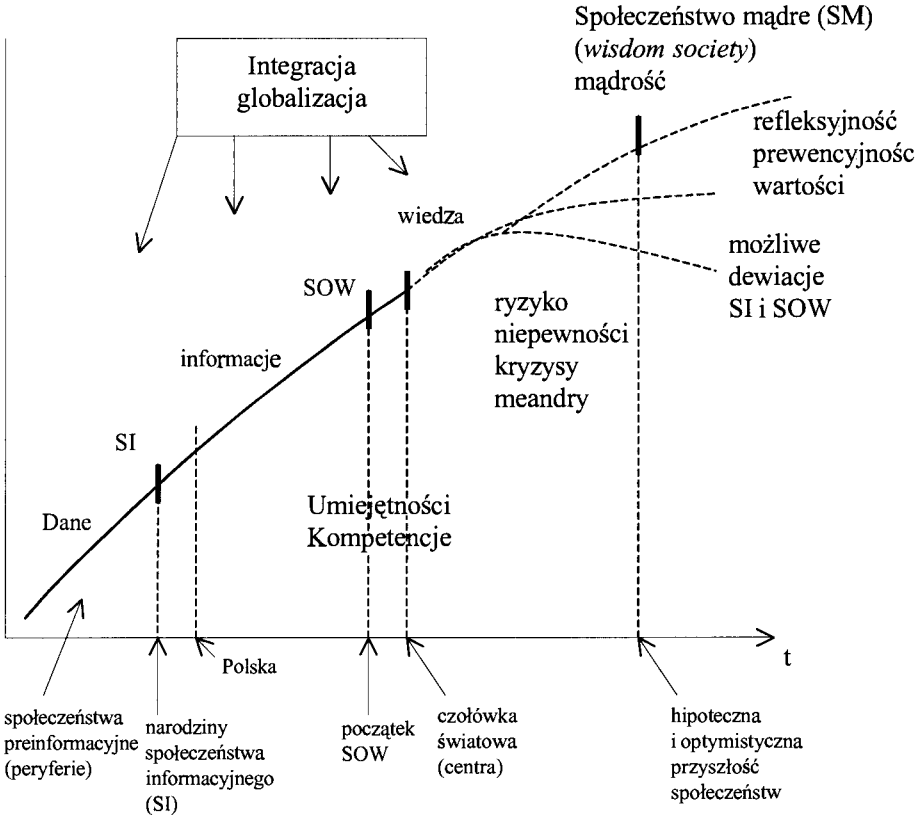 Społeczeństwo mądre (SM)
(wisdom society)
mądrość
Integracja
globalizacja
refleksyjność
prewencyjnośc
wartości
wiedza
możliwe
dewiacje
SI i SOW
SOW
ryzyko
niepewności
kryzysy
meandry
informacje
SI
Umiejętności
Kompetencje
Dane
t
Polska
społeczeństwa
preinformacyjne
(peryferie)
narodziny
społeczeństwa
informacyjnego
(SI)
początek
SOW
czołówka
światowa
(centra)
hipoteczna
i optymistyczna
przyszłość
społeczeństw